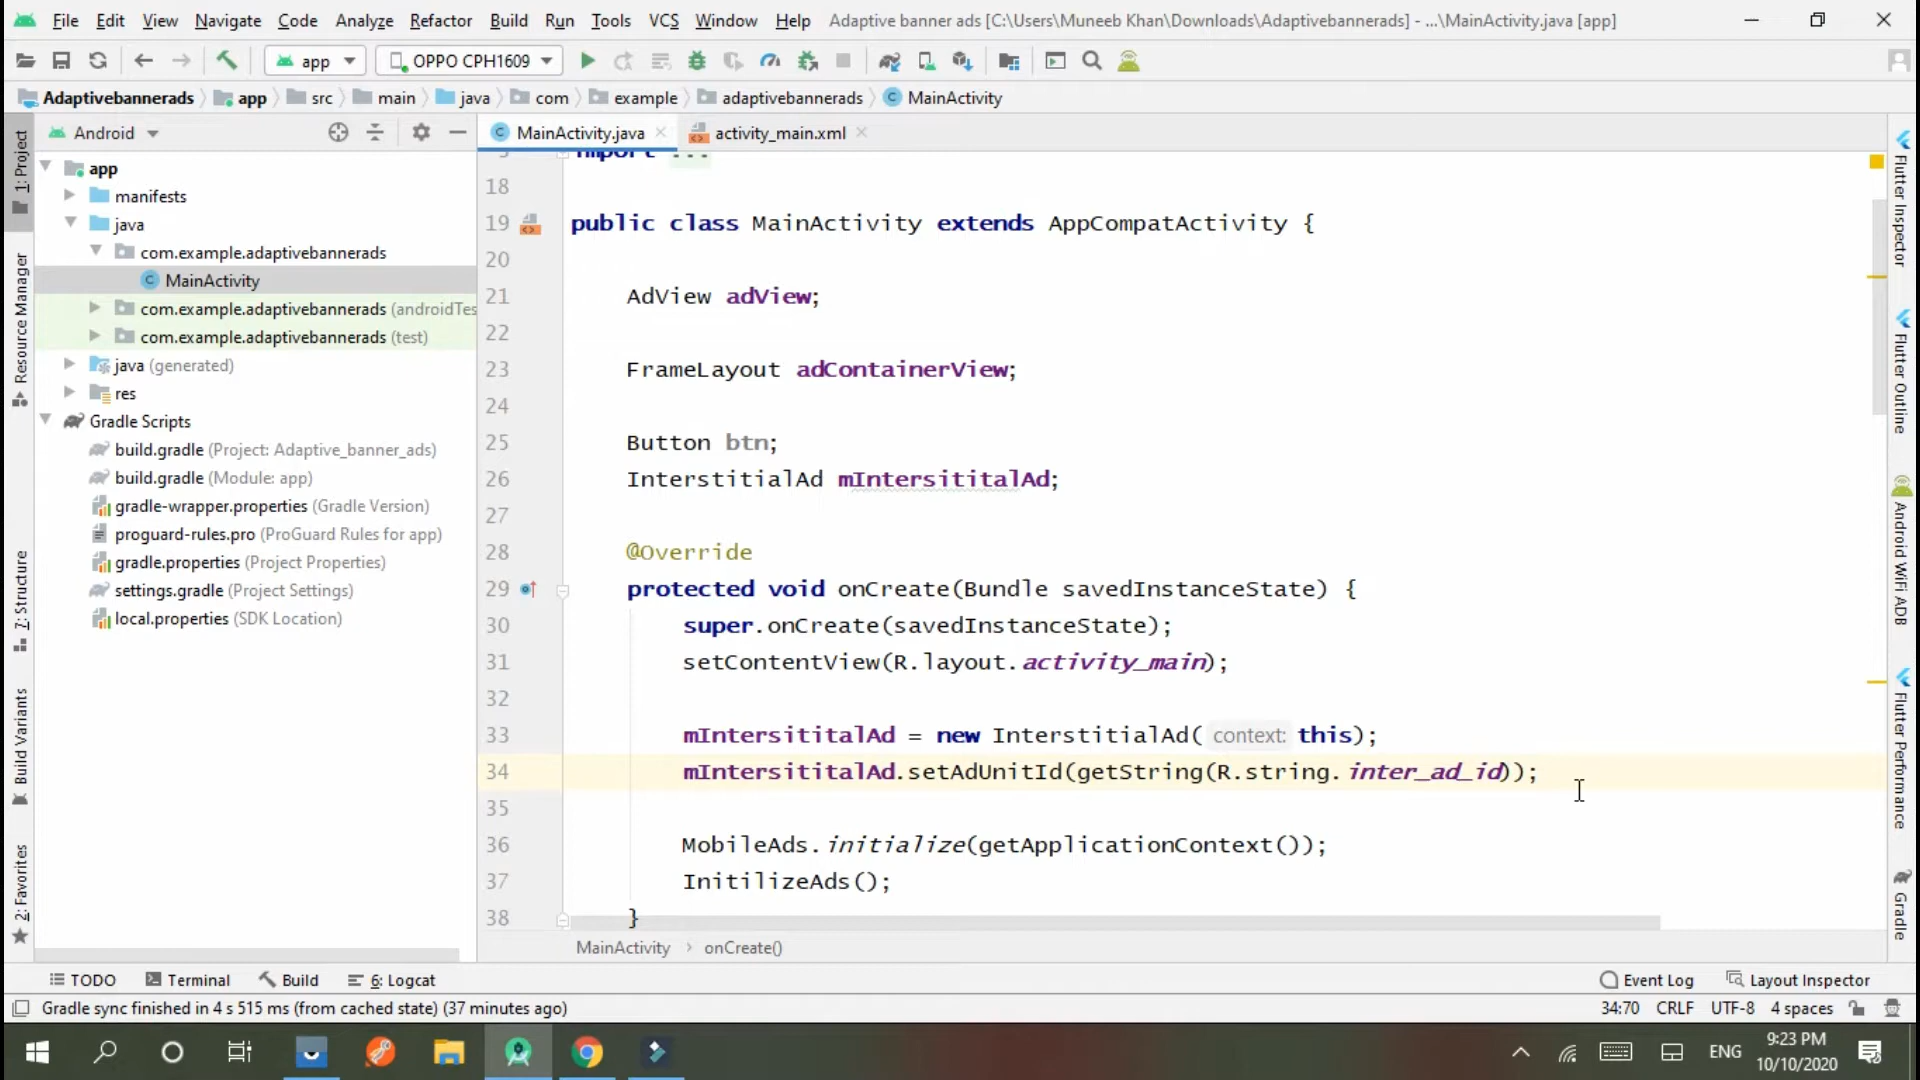 File Edit View Navigate Code Analyze Refactor Build Run Tools VCS Window Help Adaptive banner ads [C:\Users\Muneeb Khan\Downloads\Adaptivebannerads] - ...\MainActivity.java [app]
app OPPO CPH1609
Adaptivebannerads app src main java com example adaptivebannerads MainActivity
Android
MainActivity.java activity_main.xml
app
manifests
java
com.example.adaptivebannerads
MainActivity
com.example.adaptivebannerads (androidTes
com.example.adaptivebannerads (test)
java (generated)
res
Gradle Scripts
build.gradle (Project: Adaptive_banner_ads)
build.gradle (Module: app)
gradle-wrapper.properties (Gradle Version)
proguard-rules.pro (ProGuard Rules for app)
gradle.properties (Project Properties)
settings.gradle (Project Settings)
local.properties (SDK Location)
1: Project
Resource Manager
7: Structure
Build Variants
2: Favorites
import ...
18
19 public class MainActivity extends AppCompatActivity {
20
21 AdView adView;
22
23 FrameLayout adContainerView;
24
25 Button btn;
26 InterstitialAd mIntersititalAd;
27
28 @Override
29 protected void onCreate(Bundle savedInstanceState) {
30 super.onCreate(savedInstanceState);
31 setContentView(R.layout.activity_main);
32
33 mIntersititalAd = new InterstitialAd( context: this);
34 mIntersititalAd.setAdUnitId(getString(R.string.inter_ad_id));
35
36 MobileAds.initialize(getApplicationContext());
37 InitilizeAds();
38 }
MainActivity › onCreate()
Flutter Inspector
Flutter Outline
Android WiFi ADB
Flutter Performance
Gradle
TODO Terminal Build 6: Logcat Event Log Layout Inspector
Gradle sync finished in 4 s 515 ms (from cached state) (37 minutes ago) 34:70 CRLF UTF-8 4 spaces
ENG 9:23 PM
10/10/2020